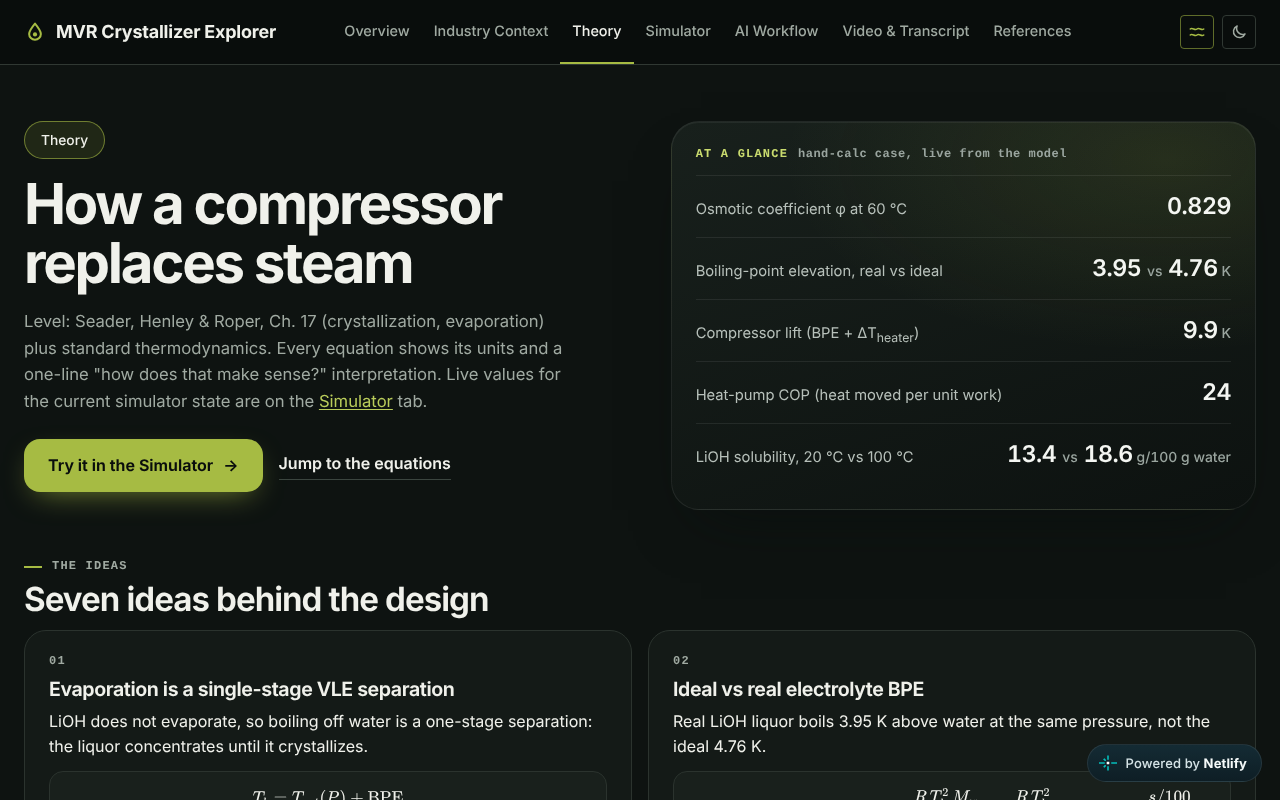 MVR Crystallizer Explorer
Overview
Industry Context
Theory
Simulator
AI Workflow
Video & Transcript
References
Theory
How a compressor
replaces steam
Level: Seader, Henley & Roper, Ch. 17 (crystallization, evaporation)
plus standard thermodynamics. Every equation shows its units and a
one-line "how does that make sense?" interpretation. Live values for
the current simulator state are on the Simulator tab.
Try it in the Simulator →
Jump to the equations
AT A GLANCE hand-calc case, live from the model
Osmotic coefficient φ at 60 °C 0.829
Boiling-point elevation, real vs ideal 3.95 vs 4.76 K
Compressor lift (BPE + ΔTheater) 9.9 K
Heat-pump COP (heat moved per unit work) 24
LiOH solubility, 20 °C vs 100 °C 13.4 vs 18.6 g/100 g water
THE IDEAS
Seven ideas behind the design
01
Evaporation is a single-stage VLE separation
LiOH does not evaporate, so boiling off water is a one-stage separation:
the liquor concentrates until it crystallizes.
02
Ideal vs real electrolyte BPE
Real LiOH liquor boils 3.95 K above water at the same pressure, not the
ideal 4.76 K.
Powered by Netlify